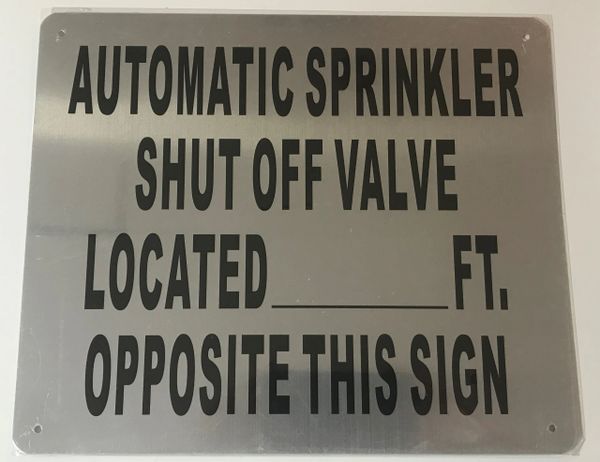 AUTOMATIC SPRINKLER
SHUT OFF VALVE
LOCATED________FT.
OPPOSITE THIS SIGN